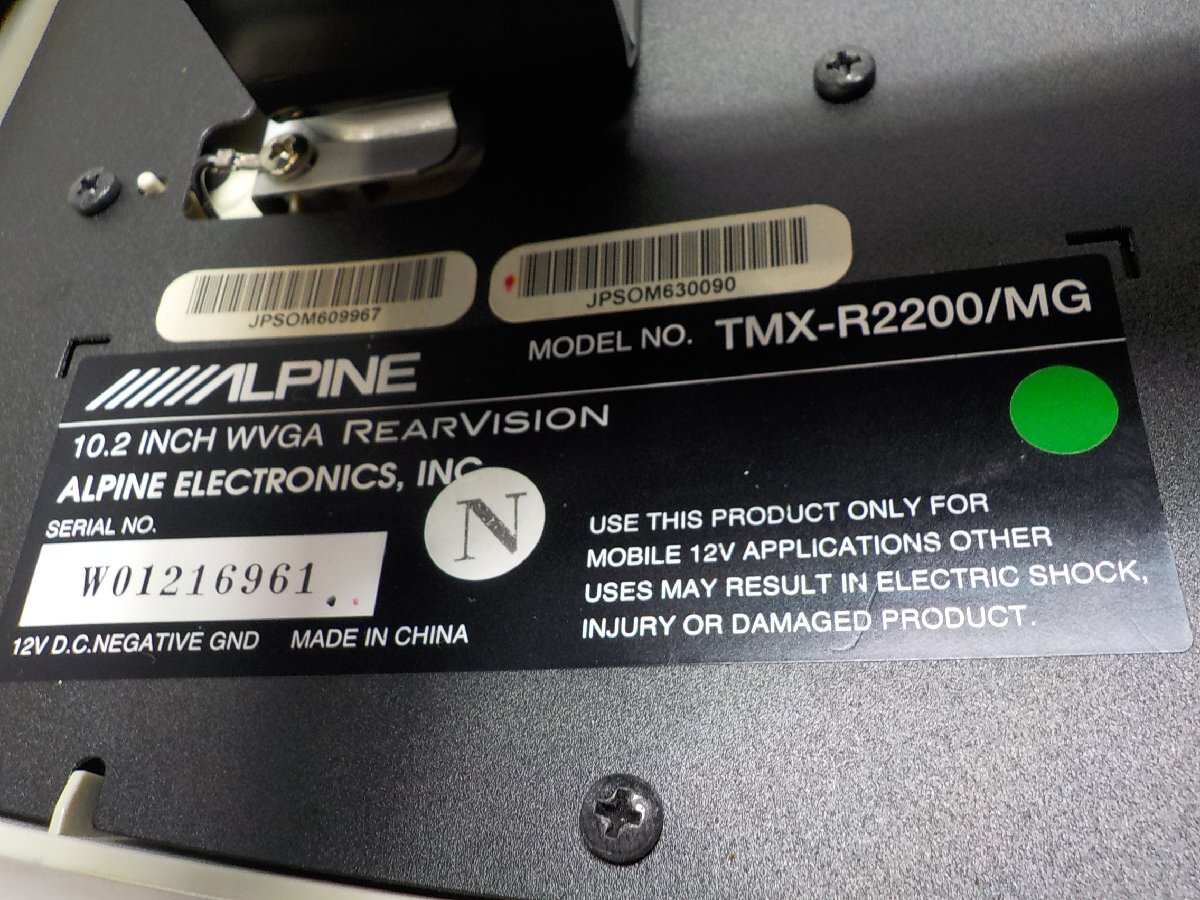 JPSOM609967
JPSOM630090
ALPINE
MODEL NO. TMX-R2200/MG
10.2 INCH WVGA REARVISION
ALPINE ELECTRONICS, INC
N
SERIAL NO.
W01216961
12V D.C.NEGATIVE GND MADE IN CHINA
USE THIS PRODUCT ONLY FOR
MOBILE 12V APPLICATIONS OTHER
USES MAY RESULT IN ELECTRIC SHOCK,
INJURY OR DAMAGED PRODUCT.